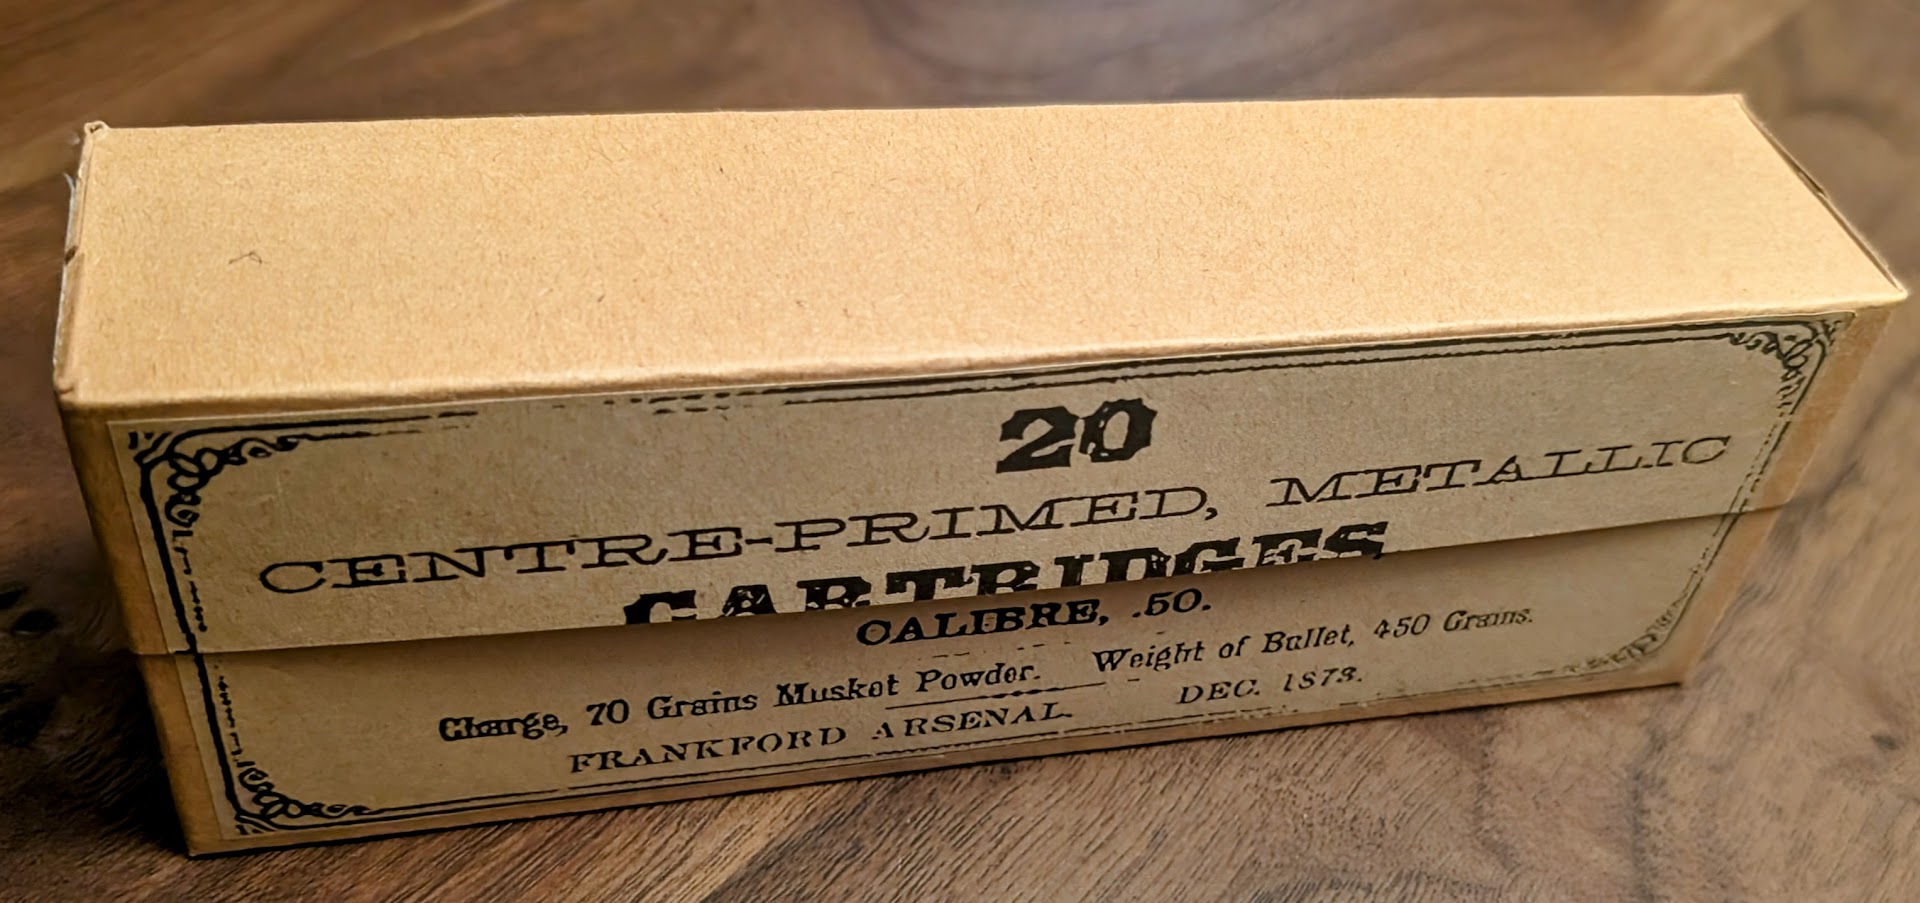 20
CENTRE-PRIMED, METALLIC
CARTRIDGES
CALIBRE, .50.
Charge, 70 Grains Musket Powder. Weight of Bullet, 450 Grains.
FRANKFORD ARSENAL. DEC. 1873.